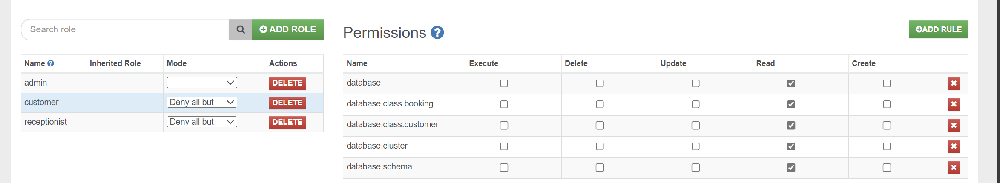 Search role
ADD ROLE
Permissions ?
ADD RULE
Name ? Inherited Role Mode Actions
admin DELETE
customer Deny all but DELETE
receptionist Deny all but DELETE
Name Execute Delete Update Read Create
database
database.class.booking
database.class.customer
database.cluster
database.schema